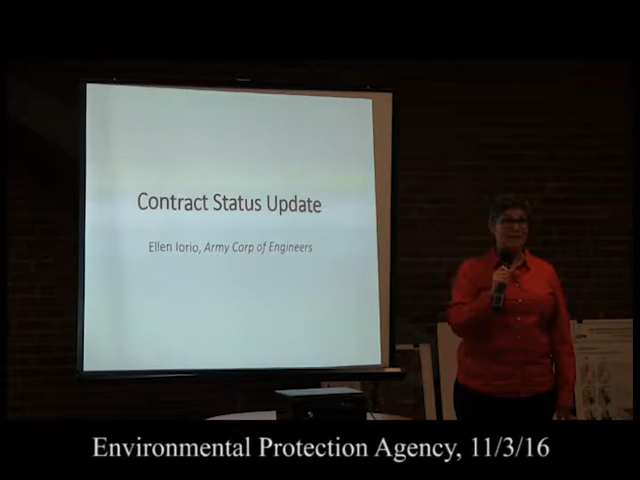 Contract Status Update
Ellen Iorio, Army Corp of Engineers
Environmental Protection Agency, 11/3/16